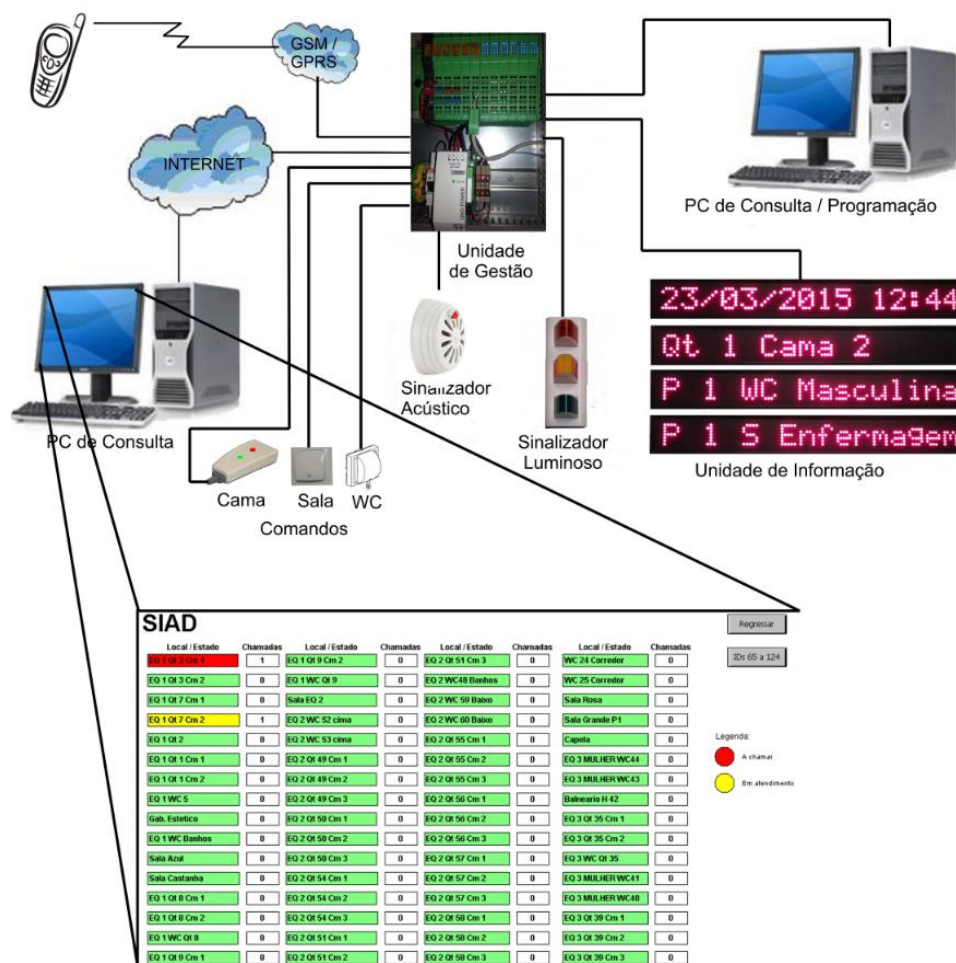 GSM /
GPRS
INTERNET
PC de Consulta / Programação
Unidade
de Gestão
23/03/2015 12:44
Qt 1 Cama 2
P 1 WC Masculina
P 1 S Enfermagem
Unidade de Informação
Sinalizador
Acústico
Sinalizador
Luminoso
PC de Consulta
Cama Sala WC
Comandos
SIAD
Regressar
IDs 65 a 124
Local / Estado Chamadas Local / Estado Chamadas Local / Estado Chamadas Local / Estado Chamadas
EQ 1 Qt 3 Cm 1 1 EQ 1 Qt 9 Cm 2 0 EQ 2 Qt 51 Cm 3 0 WC 24 Corredor 0
EQ 1 Qt 3 Cm 2 0 EQ 1 WC Qt 9 0 EQ 2 WC48 Banhos 0 WC 25 Corredor 0
EQ 1 Qt 7 Cm 1 0 Sala EQ 2 0 EQ 2 WC 59 Baixo 0 Sala Rosa 0
EQ 1 Qt 7 Cm 2 1 EQ 2 WC 52 cima 0 EQ 2 WC 60 Baixo 0 Sala Grande P1 0
EQ 1 Qt 2 0 EQ 2 WC 53 cima 0 EQ 2 Qt 55 Cm 1 0 Capela 0
EQ 1 Qt 1 Cm 1 0 EQ 2 Qt 49 Cm 1 0 EQ 2 Qt 55 Cm 2 0 EQ 3 MULHER WC44 0
EQ 1 Qt 1 Cm 2 0 EQ 2 Qt 49 Cm 2 0 EQ 2 Qt 55 Cm 3 0 EQ 3 MULHER WC43 0
EQ 1 WC 5 0 EQ 2 Qt 49 Cm 3 0 EQ 2 Qt 56 Cm 1 0 Balneario H 42 0
Gab. Estetico 0 EQ 2 Qt 50 Cm 1 0 EQ 2 Qt 56 Cm 2 0 EQ 3 Qt 35 Cm 1 0
EQ 1 WC Banhos 0 EQ 2 Qt 50 Cm 2 0 EQ 2 Qt 56 Cm 3 0 EQ 3 Qt 35 Cm 2 0
Sala Azul 0 EQ 2 Qt 50 Cm 3 0 EQ 2 Qt 57 Cm 1 0 EQ 3 WC Qt 35 0
Sala Castanha 0 EQ 2 Qt 54 Cm 1 0 EQ 2 Qt 57 Cm 2 0 EQ 3 MULHER WC41 0
EQ 1 Qt 8 Cm 1 0 EQ 2 Qt 54 Cm 2 0 EQ 2 Qt 57 Cm 3 0 EQ 3 MULHER WC40 0
EQ 1 Qt 8 Cm 2 0 EQ 2 Qt 54 Cm 3 0 EQ 2 Qt 58 Cm 1 0 EQ 3 Qt 39 Cm 1 0
EQ 1 WC Qt 8 0 EQ 2 Qt 51 Cm 1 0 EQ 2 Qt 58 Cm 2 0 EQ 3 Qt 39 Cm 2 0
EQ 1 Qt 9 Cm 1 0 EQ 2 Qt 51 Cm 2 0 EQ 2 Qt 58 Cm 3 0 EQ 3 Qt 39 Cm 3 0
Legenda:
A chamar
Em atendimento